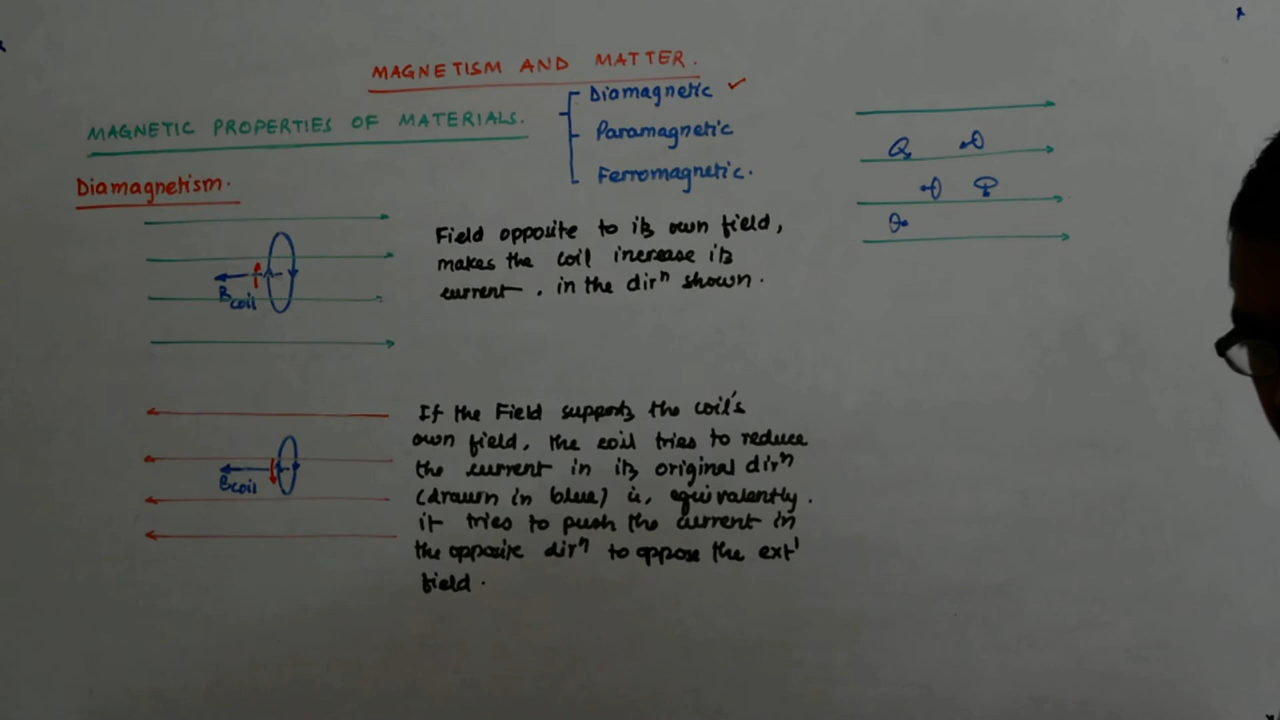 MAGNETISM AND MATTER.
MAGNETIC PROPERTIES OF MATERIALS.
Diamagnetic ✓
Paramagnetic
Ferromagnetic.
Diamagnetism.
Field opposite to its own field,
makes the coil increase its
current, in the dirⁿ shown.
Bcoil
If the Field supports the coil's
own field, the coil tries to reduce
the current in its original dirⁿ
(drawn in blue) ie, equivalently.
it tries to push the current in
the opposite dirⁿ to oppose the extˡ
field.
Bcoil